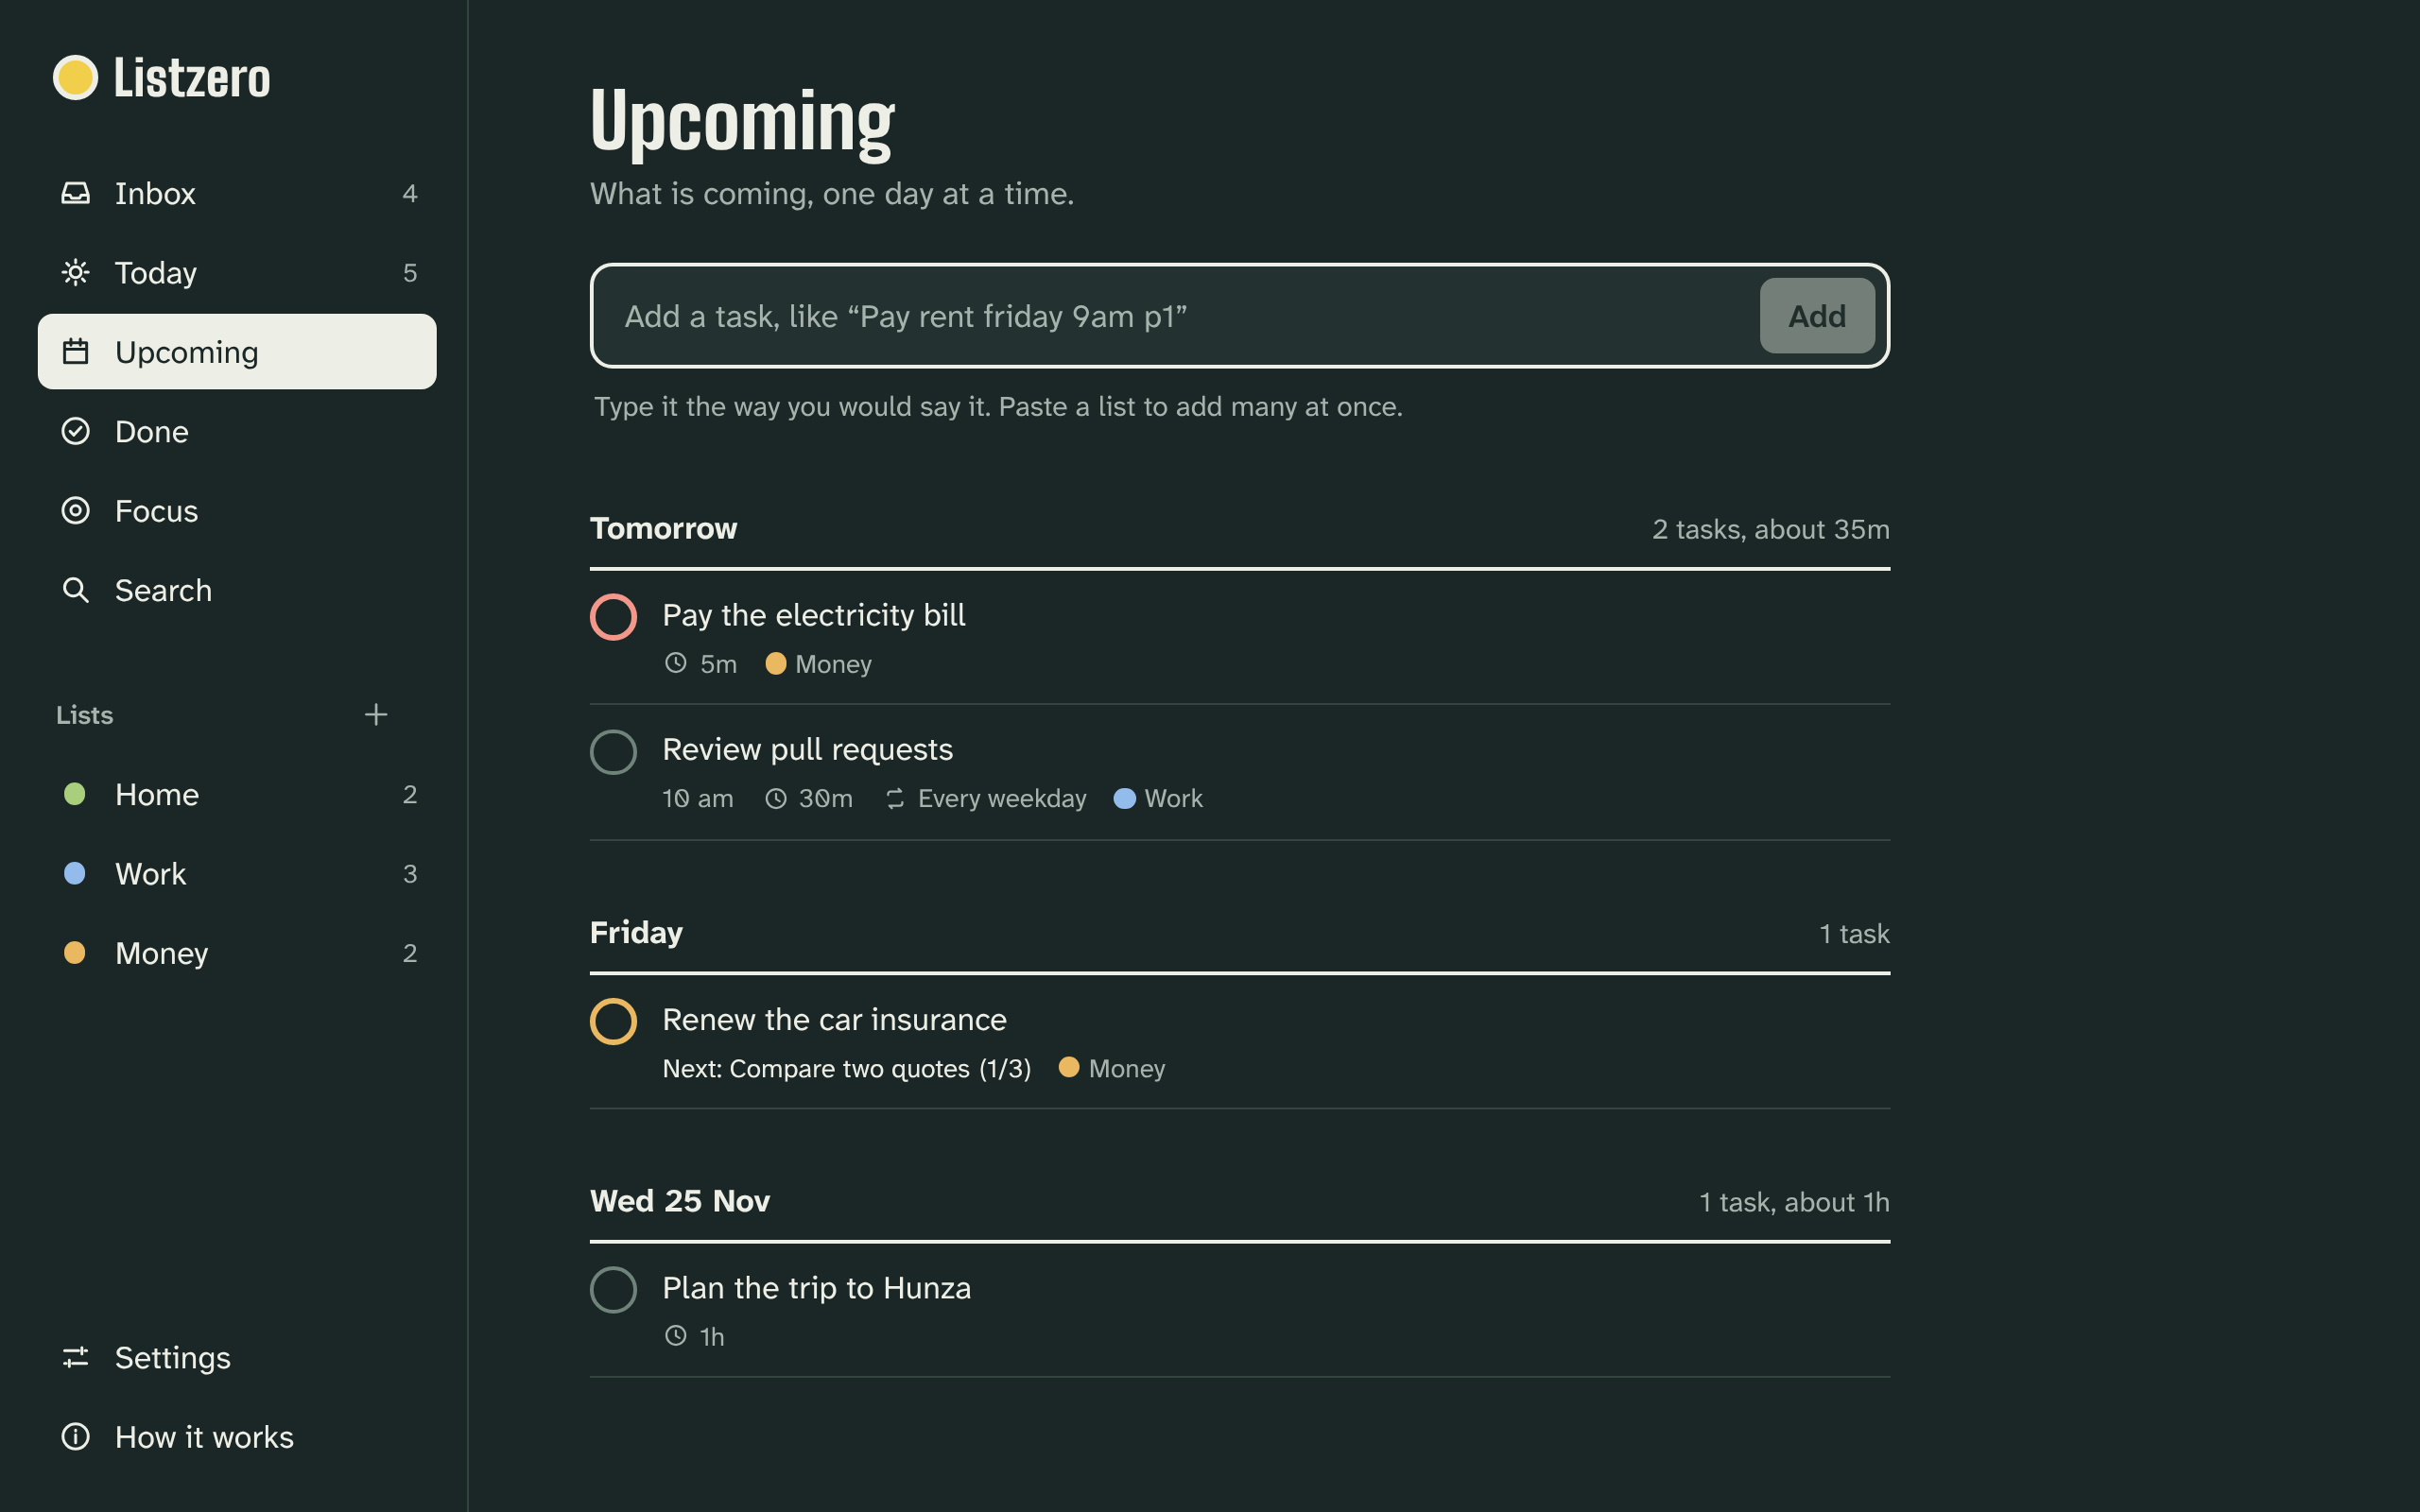 Listzero
Inbox 4
Today 5
Upcoming
Done
Focus
Search
Lists
Home 2
Work 3
Money 2
Settings
How it works
Upcoming
What is coming, one day at a time.
Add a task, like “Pay rent friday 9am p1” Add
Type it the way you would say it. Paste a list to add many at once.
Tomorrow 2 tasks, about 35m
Pay the electricity bill
5m Money
Review pull requests
10 am 30m Every weekday Work
Friday 1 task
Renew the car insurance
Next: Compare two quotes (1/3) Money
Wed 25 Nov 1 task, about 1h
Plan the trip to Hunza
1h